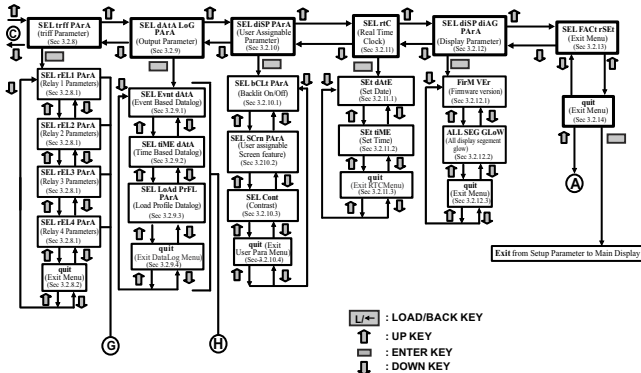 SEL trff PArA
(triff Parameter)
(Sec 3.2.8)
SEL dAtA LoG
PArA
(Output Parameter)
(Sec 3.2.9)
SEL diSP PArA
(User Assignable
Parameter)
(Sec 3.2.10)
SEL rtC
(Real Time
Clock)
(Sec 3.2.11)
SEL diSP diAG
PArA
(Display Parameter)
(Sec 3.2.12)
SEL FACt rSEt
(Exit Menu)
(Sec 3.2.13)
C
SEL rEL1 PArA
(Relay 1 Parameters)
(Sec 3.2.8.1)
SEL rEL2 PArA
(Relay 2 Parameters)
(Sec 3.2.8.1)
SEL rEL3 PArA
(Relay 3 Parameters)
(Sec 3.2.8.1)
SEL rEL4 PArA
(Relay 4 Parameters)
(Sec 3.2.8.1)
quit
(Exit Menu)
(Sec 3.2.8.2)
G
SEL Evnt dAtA
(Event Based Datalog)
(Sec 3.2.9.1)
SEL tiME dAtA
(Time Based Datalog)
(Sec 3.2.9.2)
SEL LoAd PrFL
PArA
(Load Profile Datalog)
(Sec 3.2.9.3)
quit
(Exit DataLog Menu)
(Sec 3.2.9.4)
H
SEL bCLt PArA
(Backlit On/Off)
(Sec 3.2.10.1)
SEL SCrn PArA
(User assignable
Screen feature)
(Sec 3.210.2)
SEL Cont
(Contrast)
(Sec 3.2.10.3)
quit (Exit
User Para Menu)
(Sec 3.2.10.4)
SEt dAtE
(Set Date)
(Sec 3.2.11.1)
SEt tiME
(Set Time)
(Sec 3.2.11.2)
quit
(Exit RTCMenu)
(Sec 3.2.11.3)
FirM VEr
(Firmware version)
(Sec 3.2.12.1)
ALL SEG GLoW
(All display segement
glow)
(Sec 3.2.12.2)
quit
(Exit Menu)
(Sec 3.2.12.3)
quit
(Exit Menu)
(Sec 3.2.14)
A
Exit from Setup Parameter to Main Display
L/← : LOAD/BACK KEY
: UP KEY
: ENTER KEY
: DOWN KEY